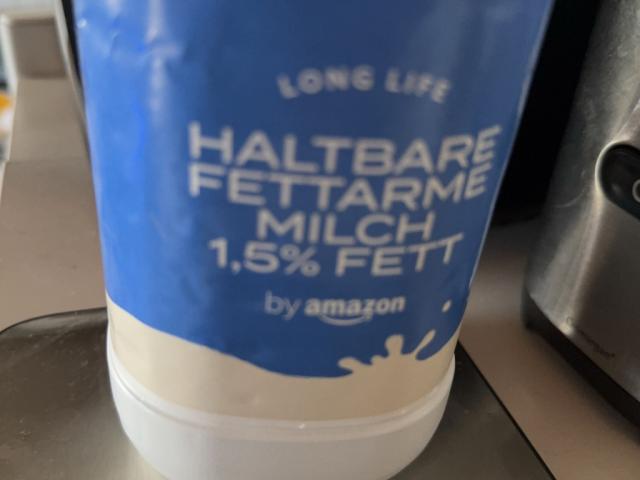 LONG LIFE
HALTBARE
FETTARME
MILCH
1,5% FETT
by amazon